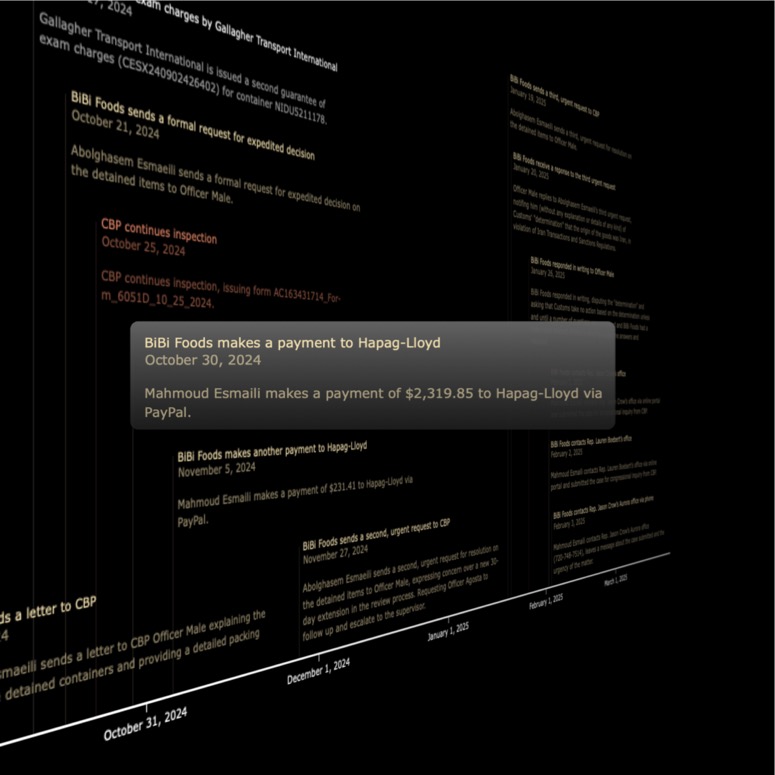 27, 2024
exam charges by Gallagher Transport International
Gallagher Transport International is issued a second guarantee of
exam charges (CESX240902426402) for container NIDU5211178.
BiBi Foods sends a formal request for expedited decision
October 21, 2024
Abolghasem Esmaeili sends a formal request for expedited decision on
the detained items to Officer Male.
CBP continues inspection
October 25, 2024
CBP continues inspection, issuing form AC163431714_For-
m_6051D_10_25_2024.
BiBi Foods makes a payment to Hapag-Lloyd
October 30, 2024
Mahmoud Esmaili makes a payment of $2,319.85 to Hapag-Lloyd via
PayPal.
BiBi Foods makes another payment to Hapag-Lloyd
November 5, 2024
Mahmoud Esmaili makes a payment of $231.41 to Hapag-Lloyd via
PayPal.
BiBi Foods sends a second, urgent request to CBP
November 27, 2024
Abolghasem Esmaeili sends a second, urgent request for resolution on
the detained items to Officer Male, expressing concern over a new 30-
day extension in the review process. Requesting Officer Agosta to
follow up and escalate to the supervisor.
ds a letter to CBP
4
smaeili sends a letter to CBP Officer Male explaining the
detained containers and providing a detailed packing
BiBi Foods sends a third, urgent request to CBP
January 2025
Abolghasem Esmaeili sends a third, urgent request for resolution on
the detained items to Officer Male.
BiBi Foods receive a reponse to the third urgent request
January 20, 2025
Officer Male replies to Abolghasem Esmaeili's third urgent request,
notifing him (without any explanation or details of any kind) of
Customs' "determination" that the origin of the goods was Iran, in
violation of Iran Transactions and Sanctions Regulations
BiBi Foods responded in writing to Officer Male
January 26, 2025
BiBi Foods responded in writing, disputing the "determination" and
asking that Customs take no action based on the determination unless
and until a number of
and BiBi Foods had a
answers and
office
Crow's office via online portal
congressional inquiry from CBP
BiBi Foods contacts Rep. Lauren Boebert's office
February 2, 2025
Mahmoud Esmaili contacts Rep. Lauren Boebert's office via online
portal and submitted the case for congressional inquiry from CBP.
BiBi Foods contacts Rep. Jason Crow's Aurora office via phone
February 3, 2025
Mahmoud Esmaili contacts Rep. Jason Crow's Aurora office
(720-748-7514), leaves a message about the case submitted and the
urgency of the matter.
October 31, 2024
December 1, 2024
January 1, 2025
February 1, 2025
March 1, 2025